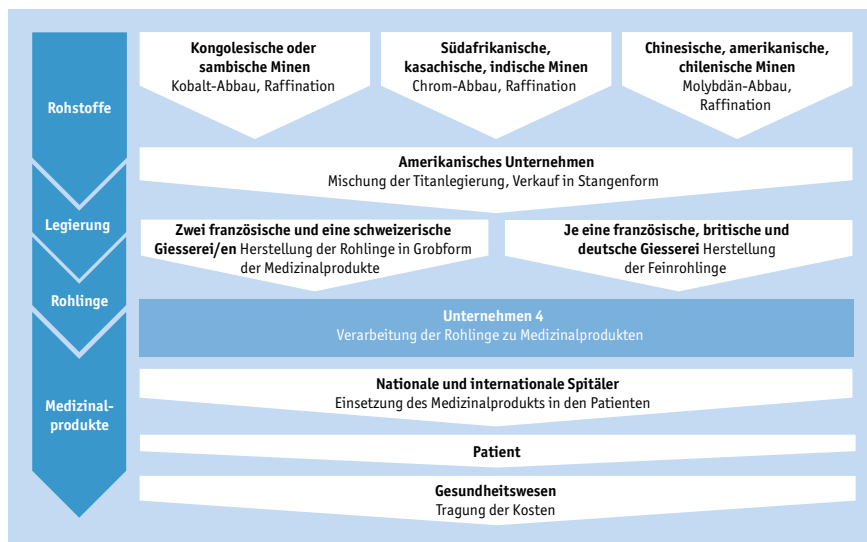 Rohstoffe
Kongolesische oder
sambische Minen
Kobalt-Abbau, Raffination
Südafrikanische,
kasachische, indische Minen
Chrom-Abbau, Raffination
Chinesische, amerikanische,
chilenische Minen
Molybdän-Abbau,
Raffination
Amerikanisches Unternehmen
Mischung der Titanlegierung, Verkauf in Stangenform
Legierung
Zwei französische und eine schweizerische
Giesserei/en Herstellung der Rohlinge in Grobform
der Medizinalprodukte
Je eine französische, britische und
deutsche Giesserei Herstellung
der Feinrohlinge
Rohlinge
Unternehmen 4
Verarbeitung der Rohlinge zu Medizinalprodukten
Medizinal-
produkte
Nationale und internationale Spitäler
Einsetzung des Medizinalprodukts in den Patienten
Patient
Gesundheitswesen
Tragung der Kosten